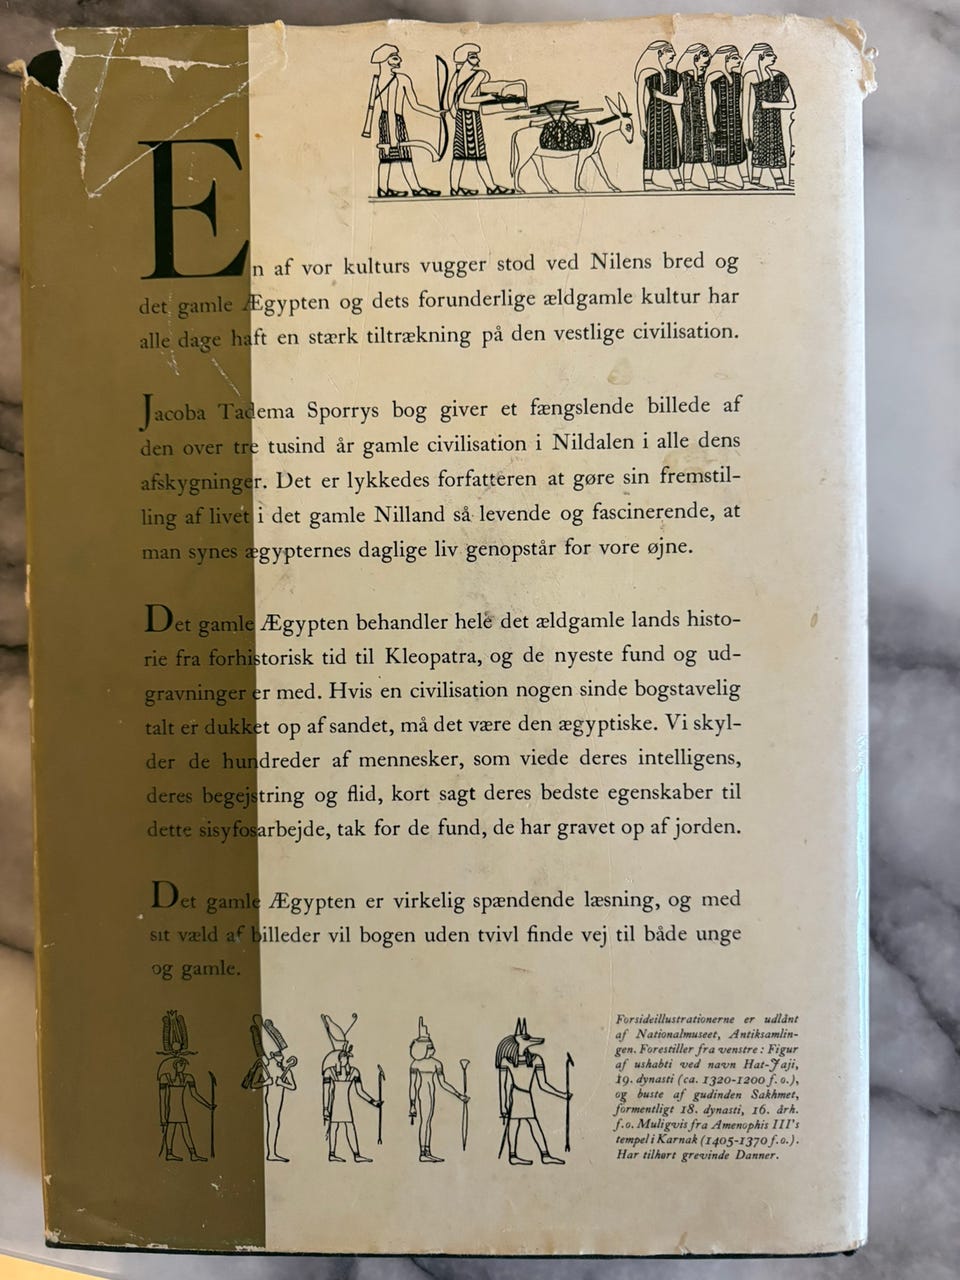 En af vor kulturs vugger stod ved Nilens bred og
det gamle Ægypten og dets forunderlige ældgamle kultur har
alle dage haft en stærk tiltrækning på den vestlige civilisation.
Jacoba Tadema Sporrys bog giver et fængslende billede af
den over tre tusind år gamle civilisation i Nildalen i alle dens
afskygninger. Det er lykkedes forfatteren at gøre sin fremstil-
ling af livet i det gamle Nilland så levende og fascinerende, at
man synes ægypternes daglige liv genopstår for vore øjne.
Det gamle Ægypten behandler hele det ældgamle lands histo-
rie fra forhistorisk tid til Kleopatra, og de nyeste fund og ud-
gravninger er med. Hvis en civilisation nogen sinde bogstavelig
talt er dukket op af sandet, må det være den ægyptiske. Vi skyl-
der de hundreder af mennesker, som viede deres intelligens,
deres begejstring og flid, kort sagt deres bedste egenskaber til
dette sisyfosarbejde, tak for de fund, de har gravet op af jorden.
Det gamle Ægypten er virkelig spændende læsning, og med
sit væld af billeder vil bogen uden tvivl finde vej til både unge
og gamle.
Forsideillustrationerne er udlånt
af Nationalmuseet, Antiksamlin-
gen. Forestiller fra venstre: Figur
af ushabti ved navn Hat-Jaji,
19. dynasti (ca. 1320-1200 f.o.),
og buste af gudinden Sakhmet,
formentligt 18. dynasti, 16. årh.
f.o. Muligvis fra Amenophis III's
tempel i Karnak (1405-1370 f.o.).
Har tilhørt grevinde Danner.